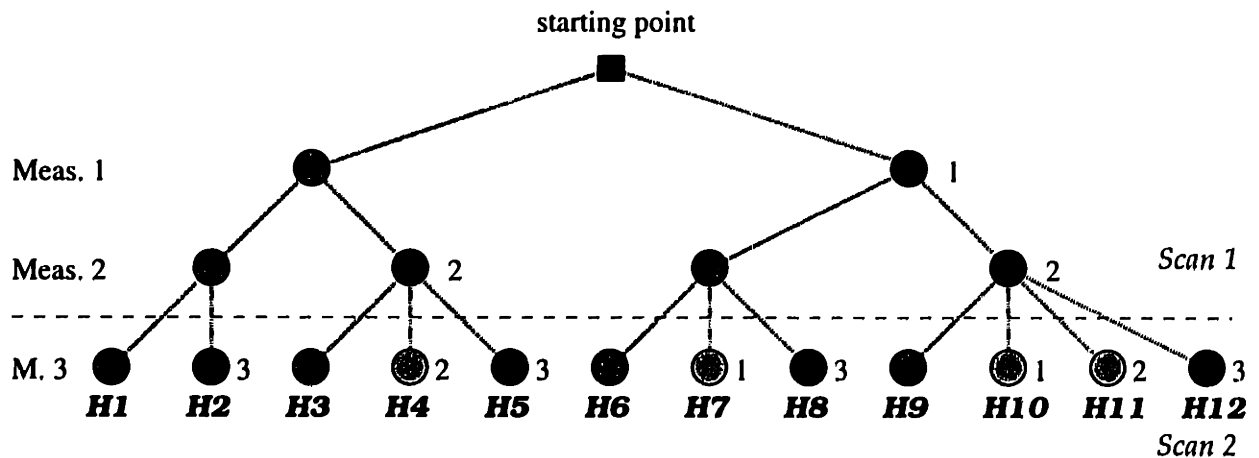 starting point
Meas. 1 1
Meas. 2 2 2 Scan 1
M. 3 3 2 3 1 3 1 2 3
H1 H2 H3 H4 H5 H6 H7 H8 H9 H10 H11 H12
Scan 2